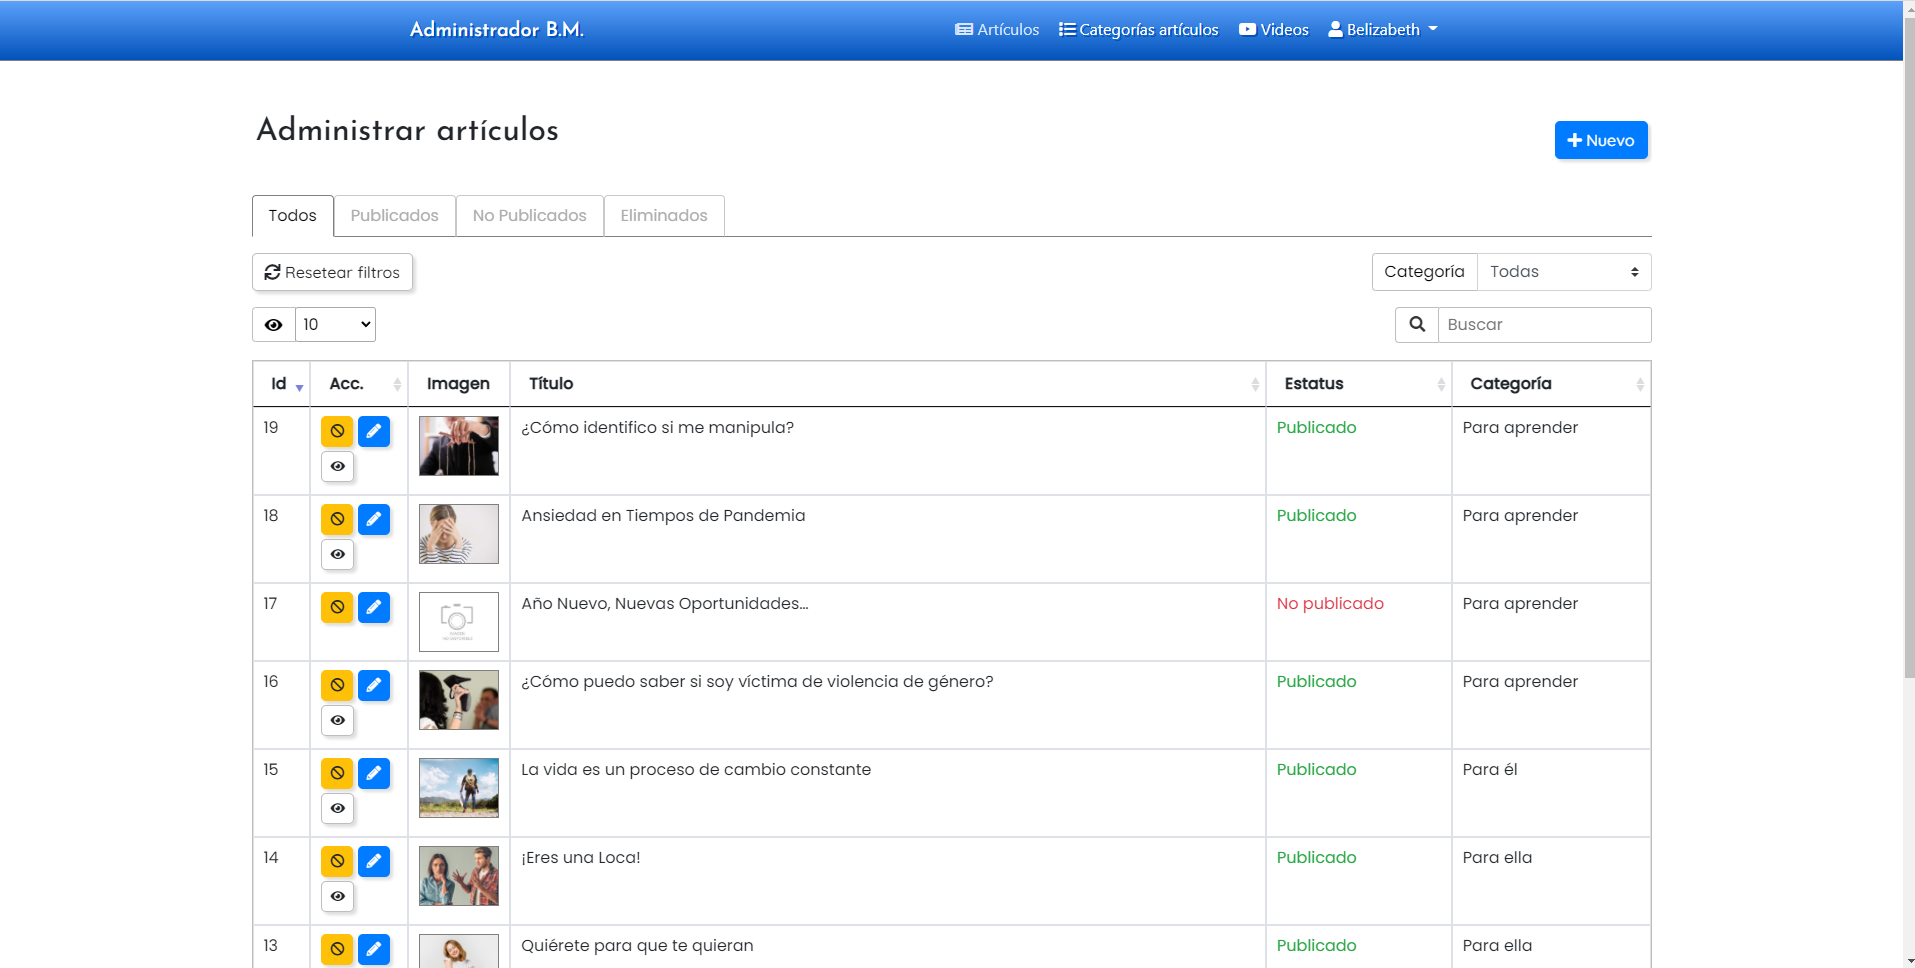 Administrador B.M.
Artículos
Categorías artículos
Videos
Belizabeth
Administrar artículos
Nuevo
Todos
Publicados
No Publicados
Eliminados
Resetear filtros
Categoría
Todas
10
Buscar
Id
Acc.
Imagen
Título
Estatus
Categoría
19
¿Cómo identifico si me manipula?
Publicado
Para aprender
18
Ansiedad en Tiempos de Pandemia
Publicado
Para aprender
17
Año Nuevo, Nuevas Oportunidades...
No publicado
Para aprender
16
¿Cómo puedo saber si soy víctima de violencia de género?
Publicado
Para aprender
15
La vida es un proceso de cambio constante
Publicado
Para él
14
¡Eres una Loca!
Publicado
Para ella
13
Quiérete para que te quieran
Publicado
Para ella